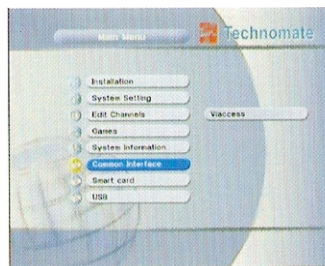 Main Menu
Technomate
Installation
System Setting
Edit Channels
Viaccess
Games
System Information
Common Interface
Smart card
USB